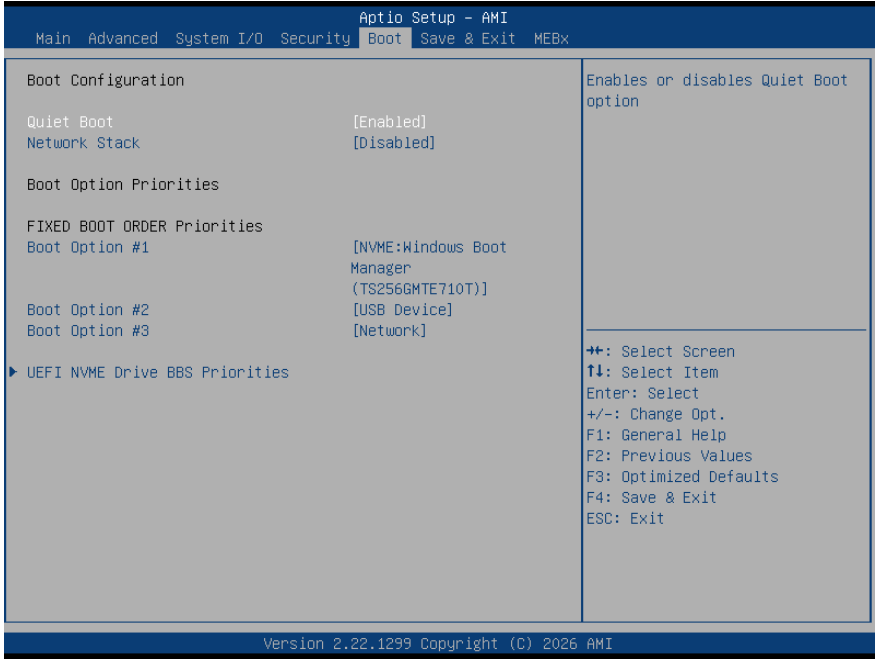 Aptio Setup – AMI
Main Advanced System I/O Security Boot Save & Exit MEBx
Boot Configuration
Quiet Boot [Enabled]
Network Stack [Disabled]
Boot Option Priorities
FIXED BOOT ORDER Priorities
Boot Option #1 [NVME:Windows Boot
Manager
(TS256GMTE710T)]
Boot Option #2 [USB Device]
Boot Option #3 [Network]
UEFI NVME Drive BBS Priorities
Enables or disables Quiet Boot
option
→←: Select Screen
↑↓: Select Item
Enter: Select
+/-: Change Opt.
F1: General Help
F2: Previous Values
F3: Optimized Defaults
F4: Save & Exit
ESC: Exit
Version 2.22.1299 Copyright (C) 2026 AMI